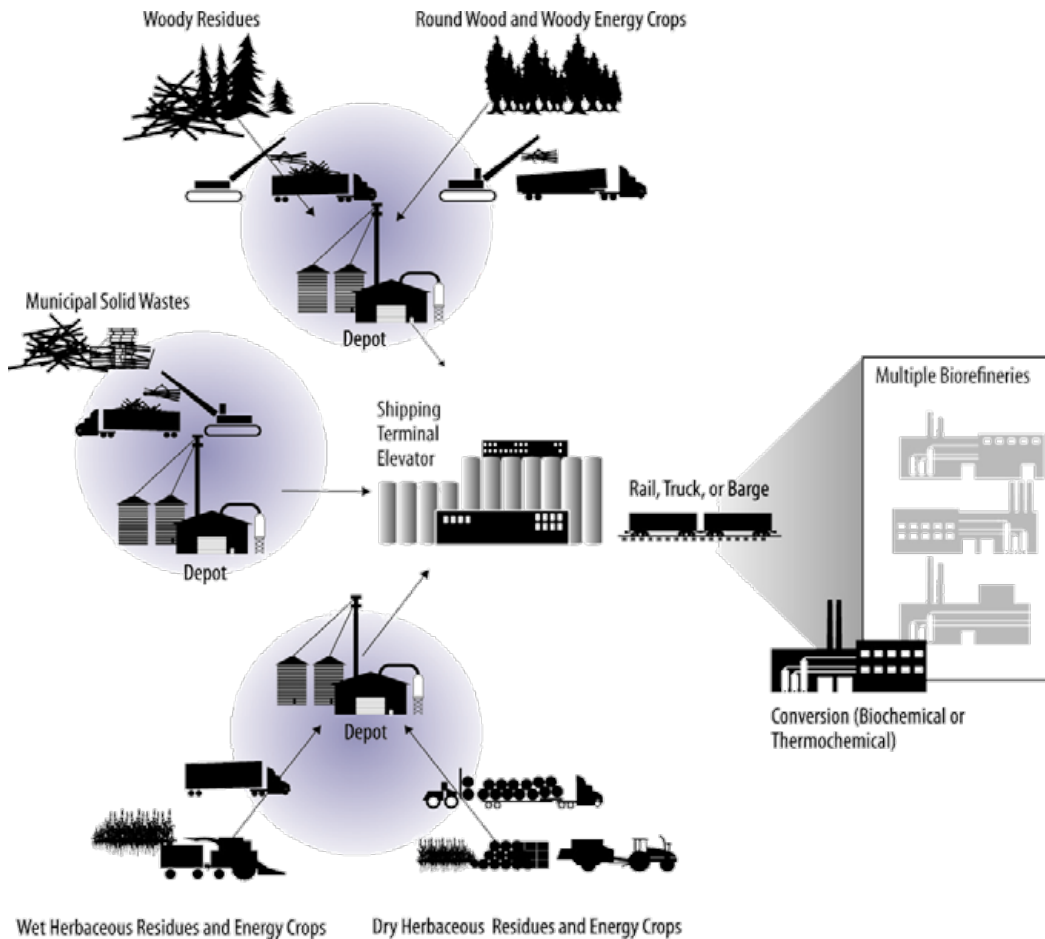 Woody Residues
Round Wood and Woody Energy Crops
Depot
Municipal Solid Wastes
Depot
Shipping
Terminal
Elevator
Rail, Truck, or Barge
Multiple Biorefineries
Conversion (Biochemical or
Thermochemical)
Depot
Wet Herbaceous Residues and Energy Crops
Dry Herbaceous Residues and Energy Crops